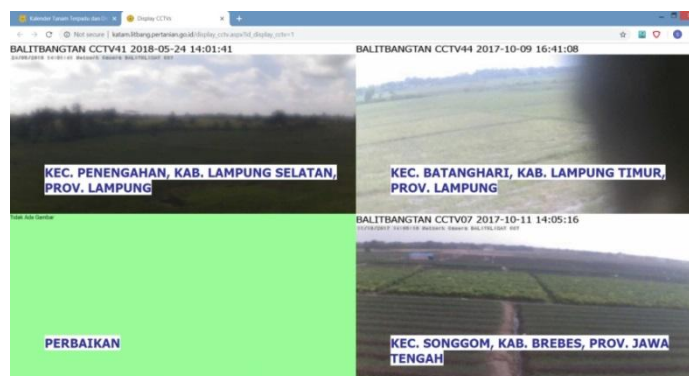 Kalender Tanam Terpadu dan Di
Display CCTVs
Not secure | katam.litbang.pertanian.go.id/display_cctv.aspx?id_display_cctv=1
BALITBANGTAN CCTV41 2018-05-24 14:01:41
BALITBANGTAN CCTV44 2017-10-09 16:41:08
KEC. PENENGAHAN, KAB. LAMPUNG SELATAN,
PROV. LAMPUNG
KEC. BATANGHARI, KAB. LAMPUNG TIMUR,
PROV. LAMPUNG
Tidak Ada Gambar
BALITBANGTAN CCTV07 2017-10-11 14:05:16
PERBAIKAN
KEC. SONGGOM, KAB. BREBES, PROV. JAWA
TENGAH